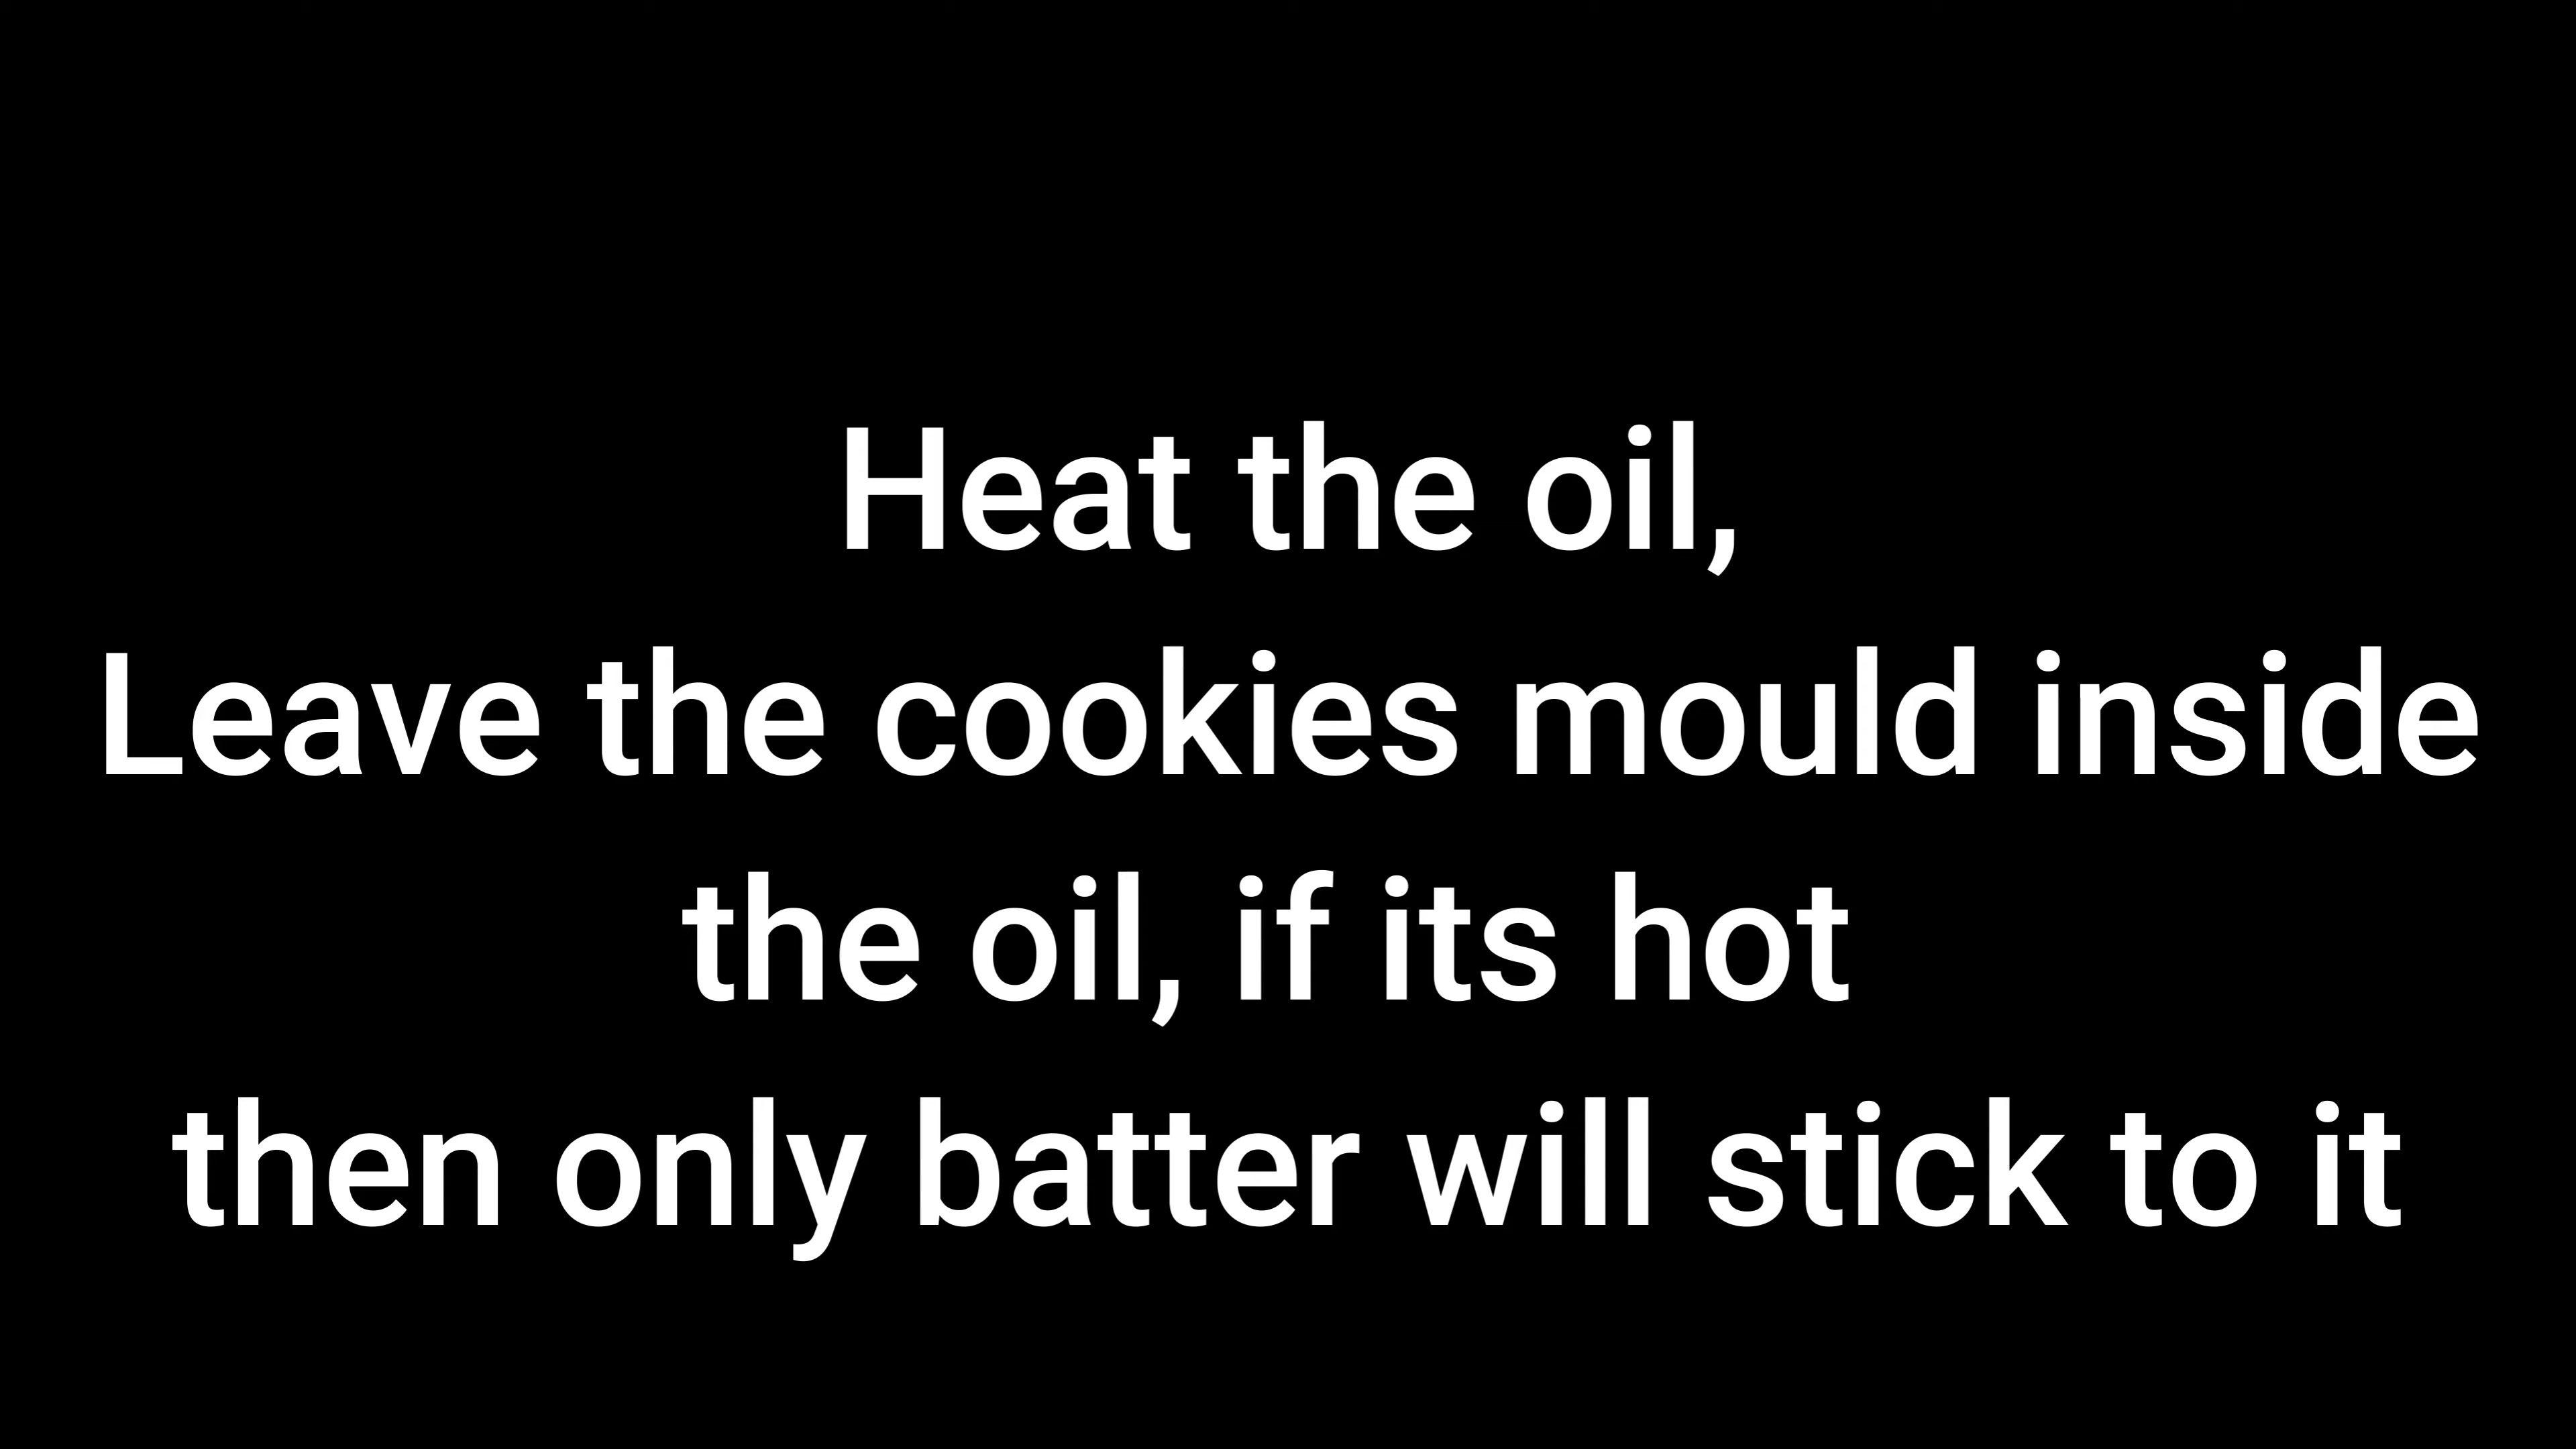 Heat the oil,
Leave the cookies mould inside
the oil, if its hot
then only batter will stick to it